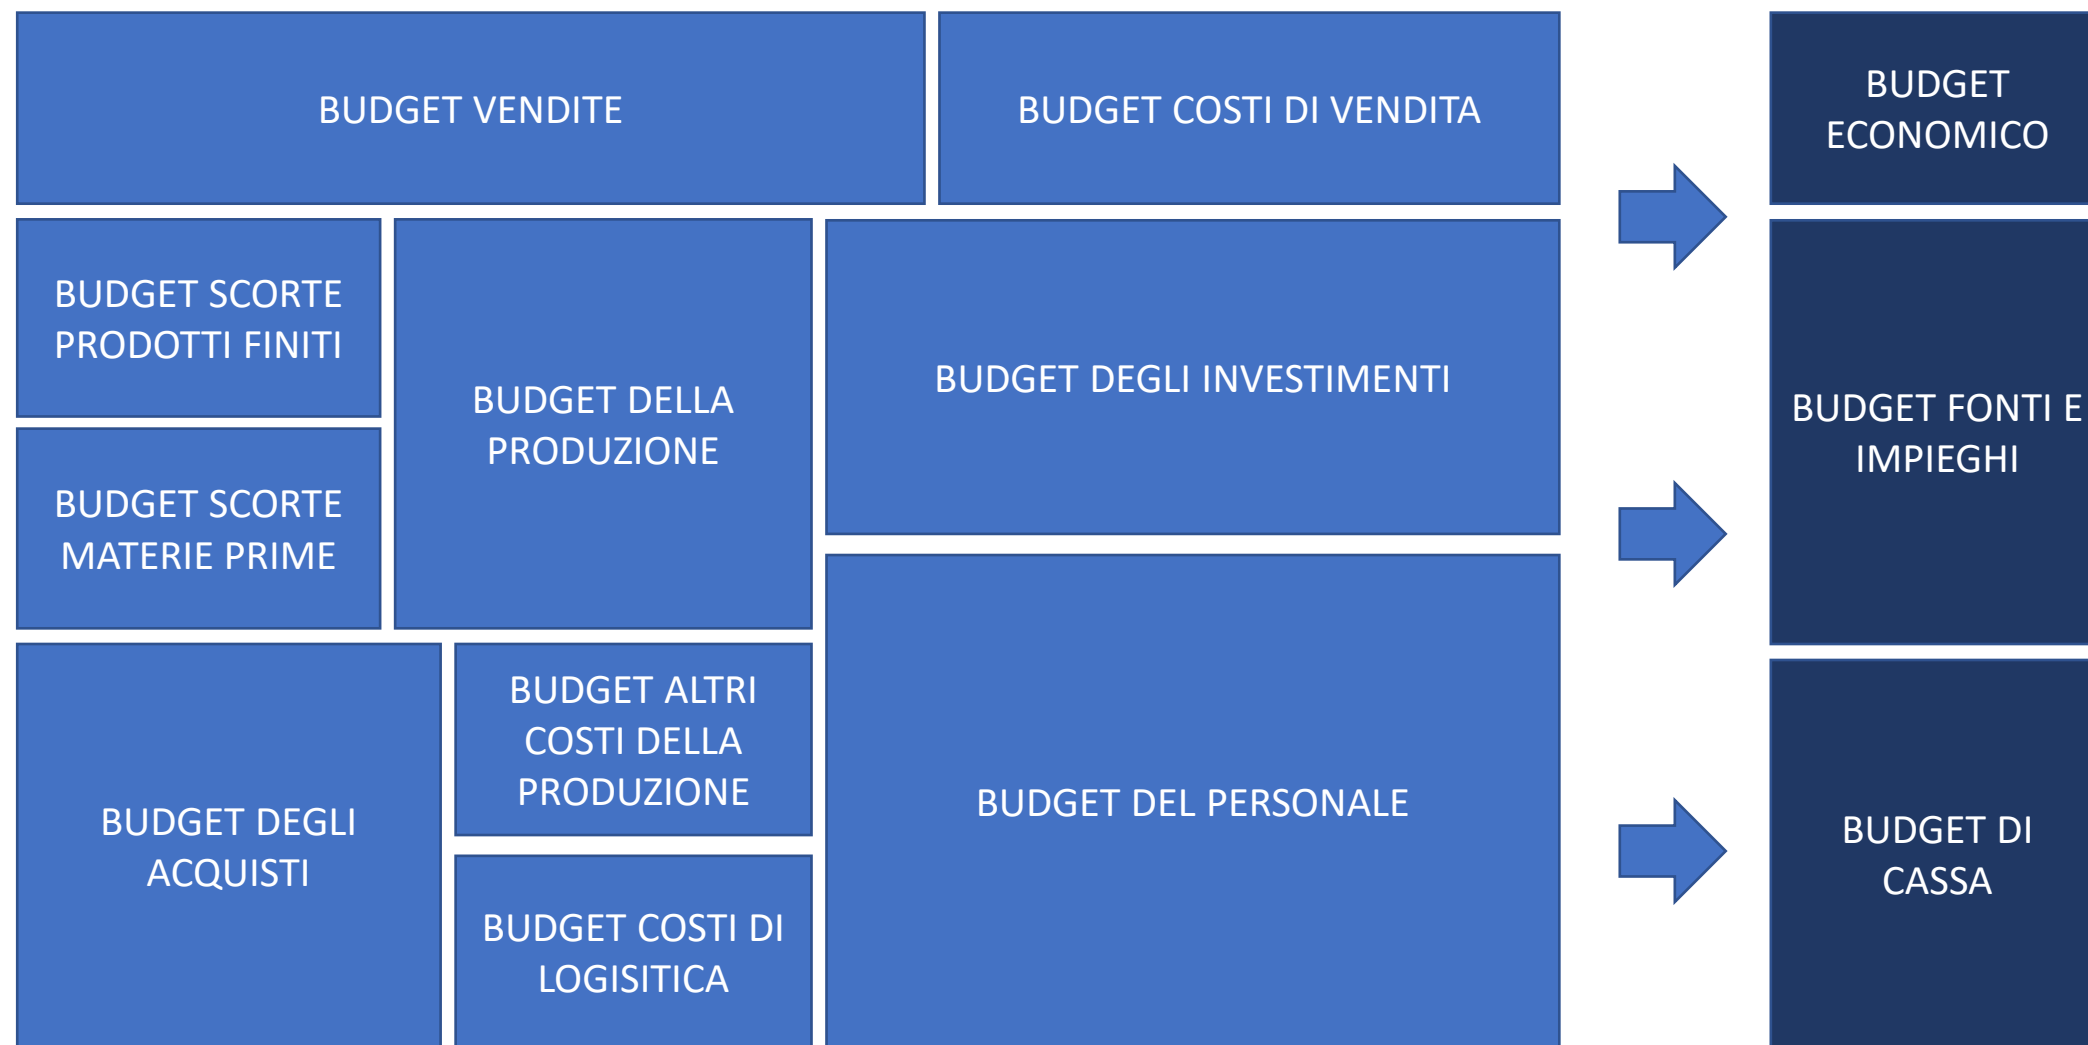 BUDGET VENDITE
BUDGET COSTI DI VENDITA
BUDGET SCORTE
PRODOTTI FINITI
BUDGET SCORTE
MATERIE PRIME
BUDGET DELLA
PRODUZIONE
BUDGET DEGLI INVESTIMENTI
BUDGET DEGLI
ACQUISTI
BUDGET ALTRI
COSTI DELLA
PRODUZIONE
BUDGET COSTI DI
LOGISITICA
BUDGET DEL PERSONALE
BUDGET
ECONOMICO
BUDGET FONTI E
IMPIEGHI
BUDGET DI
CASSA